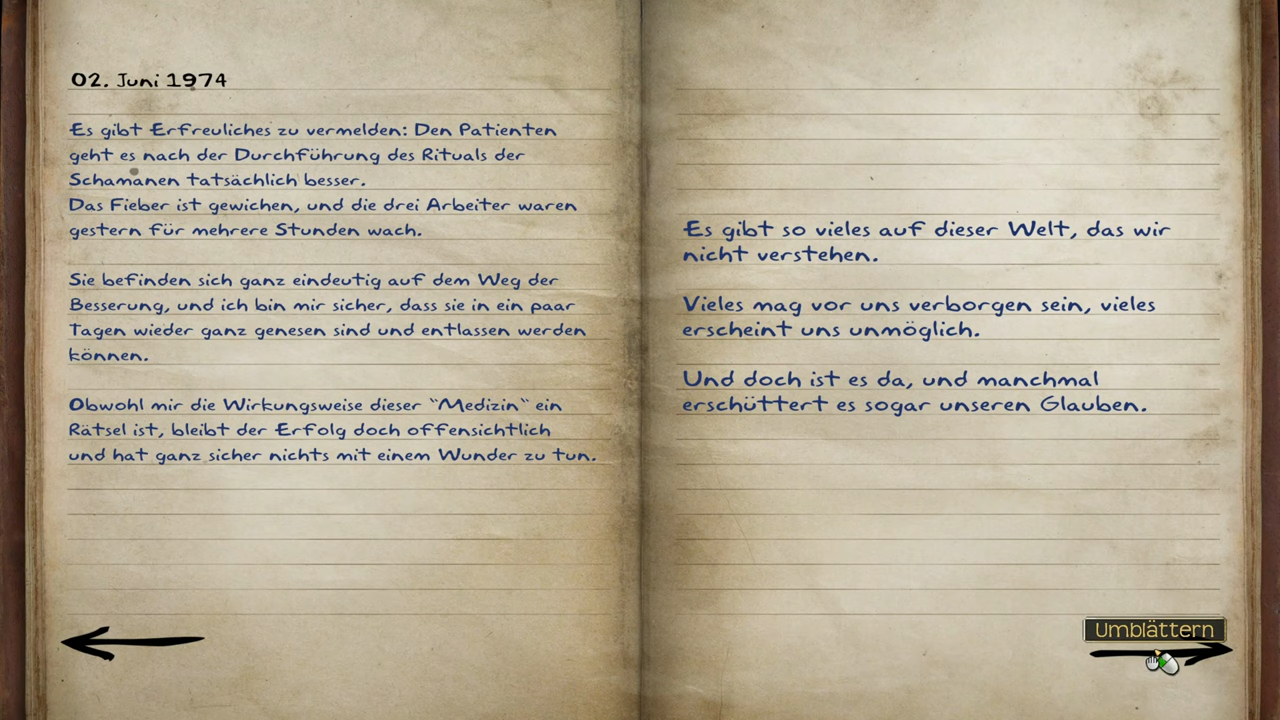 02. Juni 1974
Es gibt Erfreuliches zu vermelden: Den Patienten
geht es nach der Durchführung des Rituals der
Schamanen tatsächlich besser.
Das Fieber ist gewichen, und die drei Arbeiter waren
gestern für mehrere Stunden wach.
Sie befinden sich ganz eindeutig auf dem Weg der
Besserung, und ich bin mir sicher, dass sie in ein paar
Tagen wieder ganz genesen sind und entlassen werden
können.
Obwohl mir die Wirkungsweise dieser "Medizin" ein
Rätsel ist, bleibt der Erfolg doch offensichtlich
und hat ganz sicher nichts mit einem Wunder zu tun.
Es gibt so vieles auf dieser Welt, das wir
nicht verstehen.
Vieles mag vor uns verborgen sein, vieles
erscheint uns unmöglich.
Und doch ist es da, und manchmal
erschüttert es sogar unseren Glauben.
Umblättern